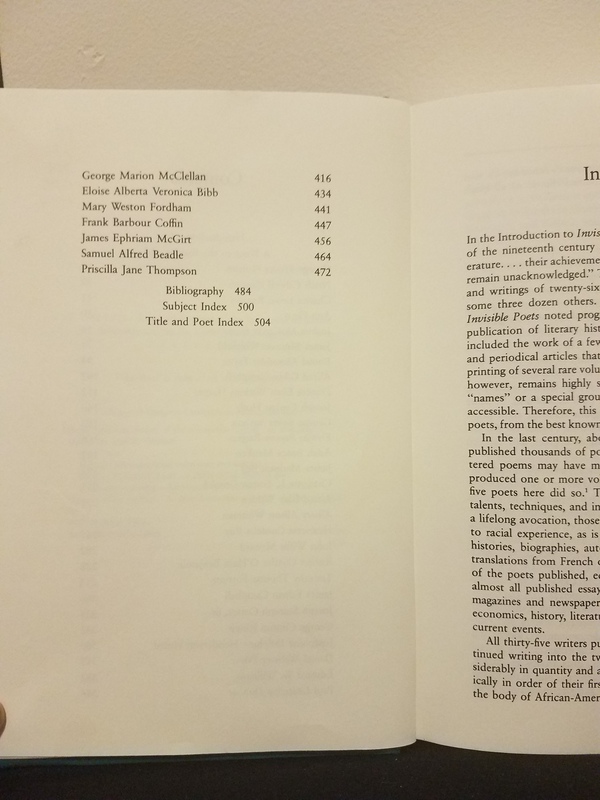 George Marion McClellan 416
Eloise Alberta Veronica Bibb 434
Mary Weston Fordham 441
Frank Barbour Coffin 447
James Ephriam McGirt 456
Samuel Alfred Beadle 464
Priscilla Jane Thompson 472
Bibliography 484
Subject Index 500
Title and Poet Index 504
In
In the Introduction to Invis
of the nineteenth century
erature. . . . their achieveme
remain unacknowledged."
and writings of twenty-six
some three dozen others.
Invisible Poets noted prog
publication of literary hist
included the work of a few
and periodical articles that
printing of several rare volu
however, remains highly s
"names" or a special grou
accessible. Therefore, this
poets, from the best known
In the last century, abo
published thousands of po
tered poems may have m
produced one or more vo
five poets here did so.¹ T
talents, techniques, and in
a lifelong avocation, those
to racial experience, as is
histories, biographies, aut
translations from French
of the poets published, e
almost all published essay
magazines and newspaper
economics, history, literatu
current events.
All thirty-five writers pu
tinued writing into the tw
siderably in quantity and a
ically in order of their firs
the body of African-Amer